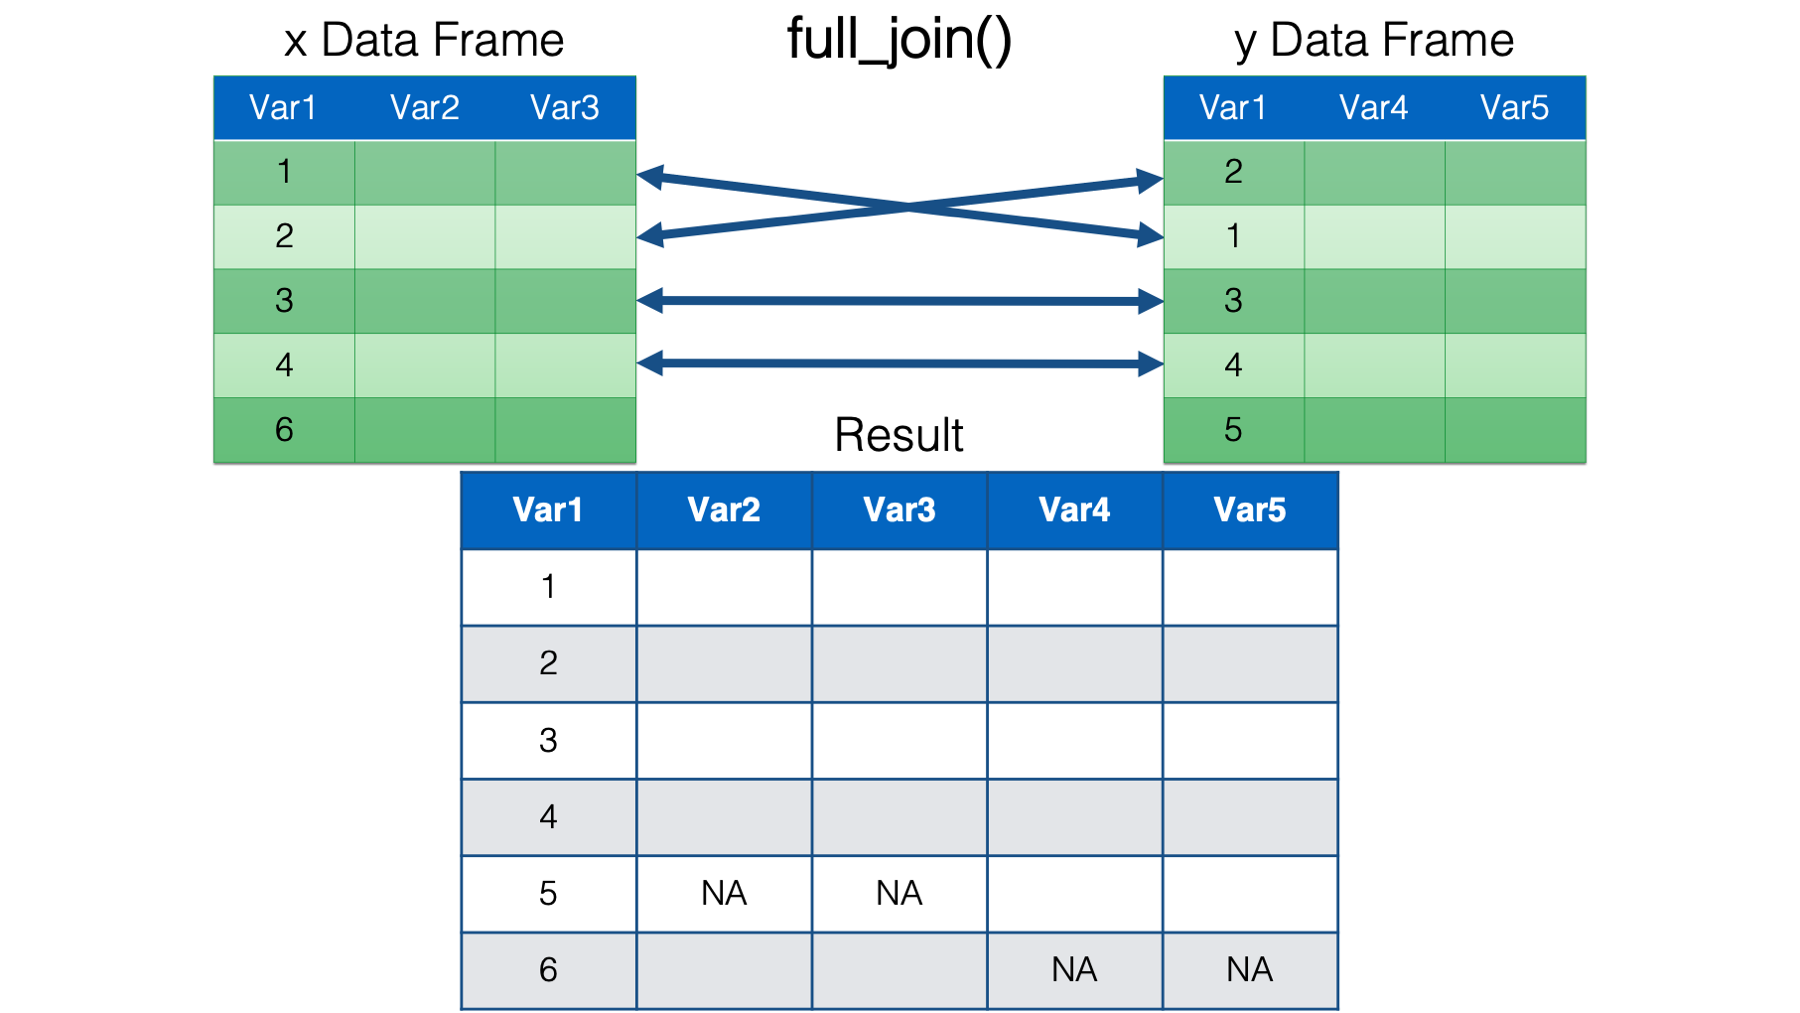 x Data Frame
full_join()
y Data Frame
Var1 Var2 Var3
1
2
3
4
6
Var1 Var4 Var5
2
1
3
4
5
Result
Var1 Var2 Var3 Var4 Var5
1
2
3
4
5 NA NA
6 NA NA